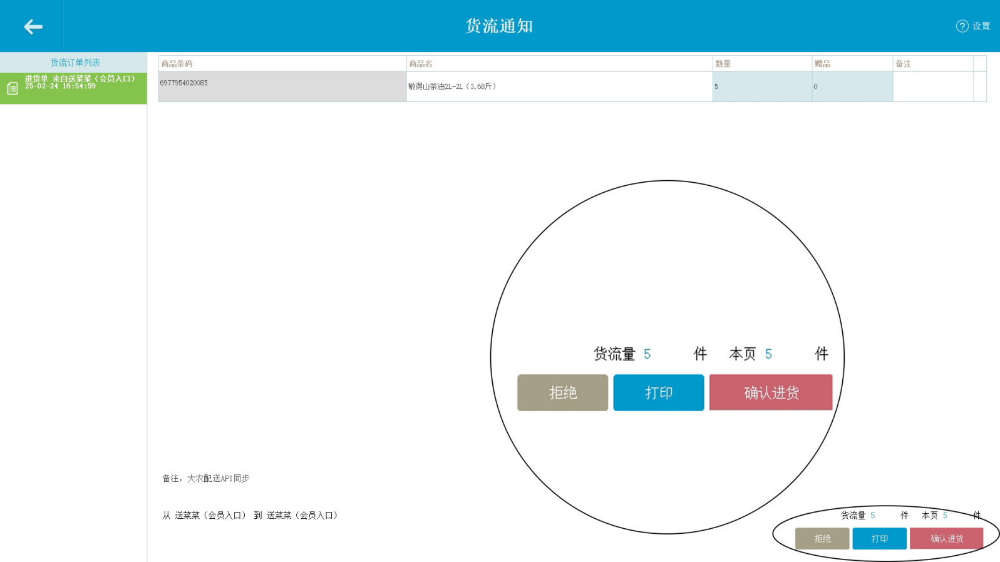 货流通知
? 设置
货流订单列表
进货单 来自送菜菜（会员入口）
25-02-24 16:54:59
商品条码 商品名 数量 赠品 备注
6977954020085 敬得山茶油2L-2L（3.68斤） 5 0
货流量 5 件 本页 5 件
拒绝 打印 确认进货
备注：大农配送API同步
从 送菜菜（会员入口） 到 送菜菜（会员入口）
货流量 5 件 本页 5 件
拒绝 打印 确认进货